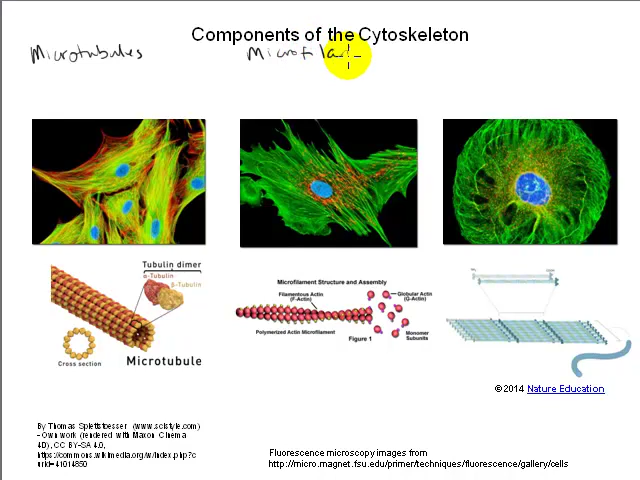 Components of the Cytoskeleton
Microtubules
Tubulin dimer
α-Tubulin
β-Tubulin
Cross section
Microtubule
Microfilament Structure and Assembly
Filamentous Actin
(F-Actin)
Globular Actin
(G-Actin)
Polymerized Actin Microfilament
Monomer
Subunits
Figure 1
©2014 Nature Education
By Thomas Splettstoesser (www.scistyle.com)
- Own work (rendered with Maxon Cinema
4D), CC BY-SA 4.0,
https://commons.wikimedia.org/w/index.php?c
urid=41014850
Fluorescence microscopy images from
http://micro.magnet.fsu.edu/primer/techniques/fluorescence/gallery/cells